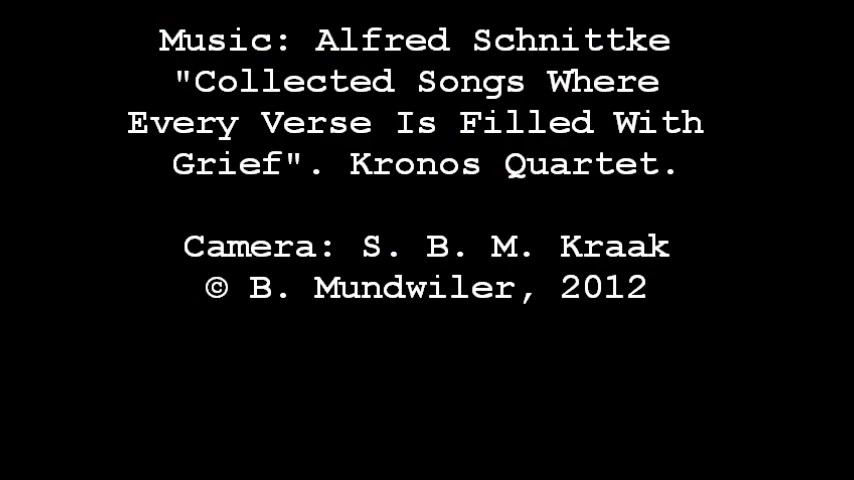 Music: Alfred Schnittke
"Collected Songs Where
Every Verse Is Filled With
Grief". Kronos Quartet.
Camera: S. B. M. Kraak
© B. Mundwiler, 2012